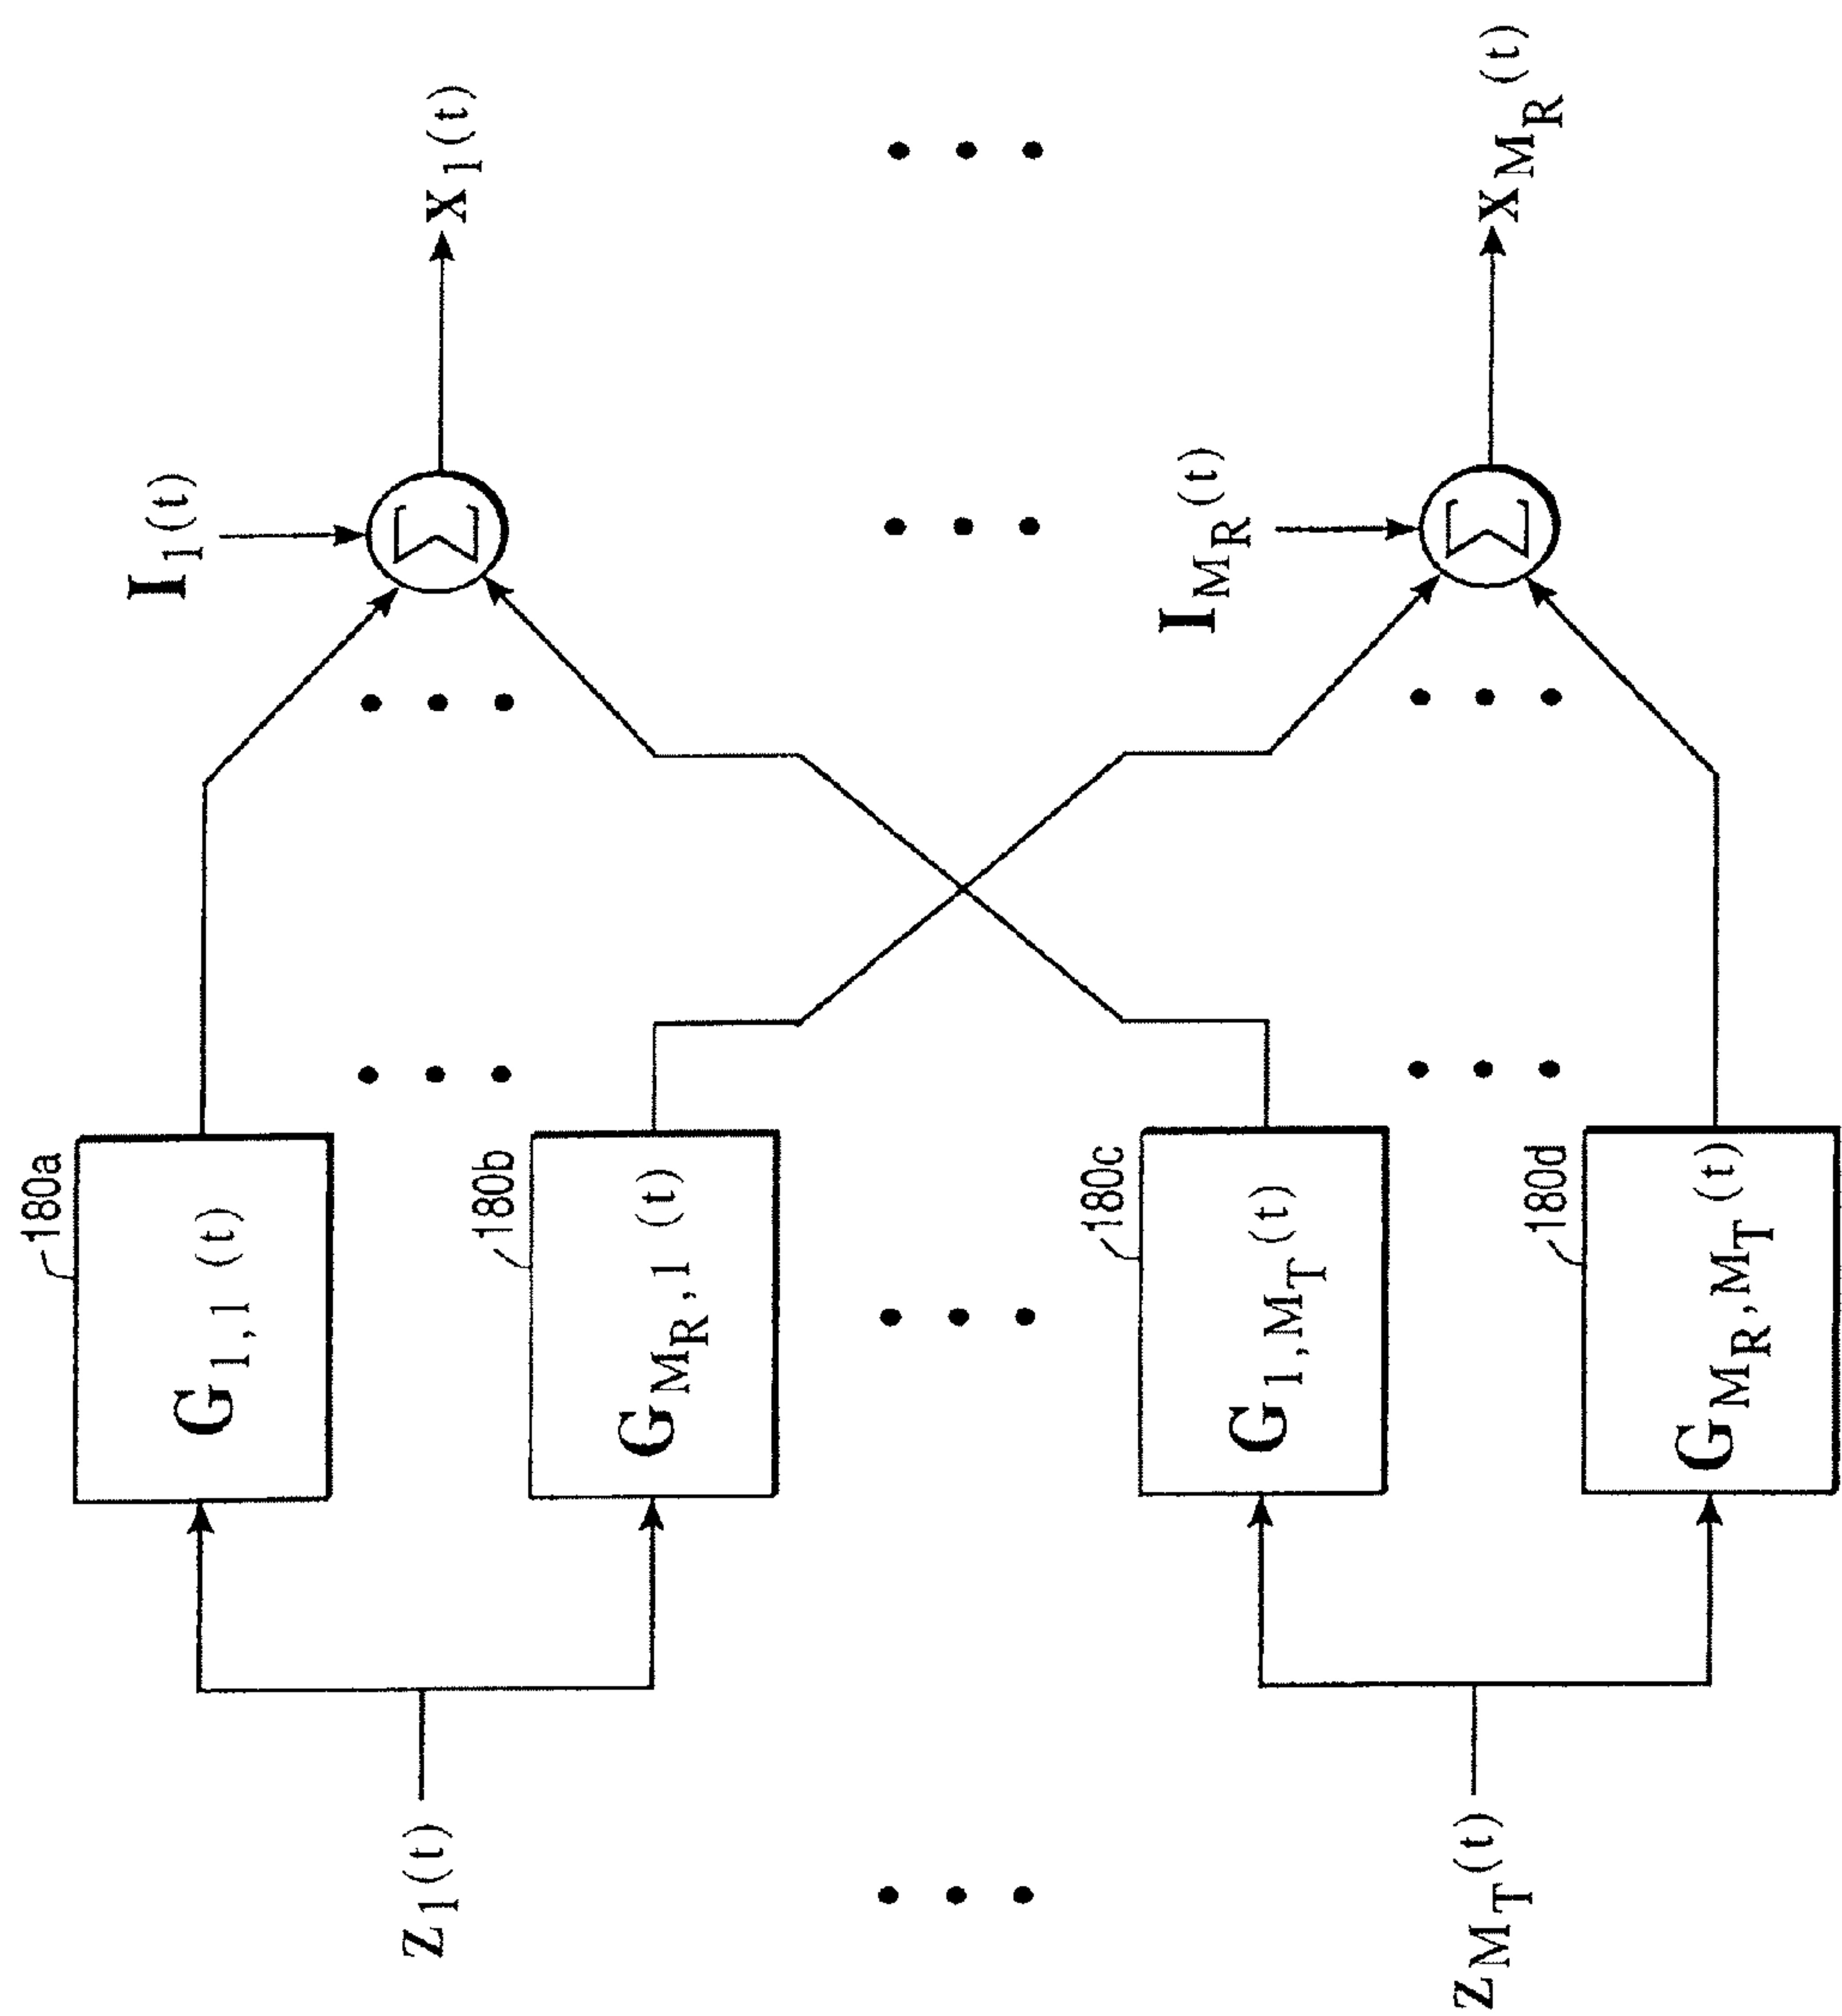 180a
G1,1(t)
180b
GMR,1(t)
180c
G1,MT(t)
180d
GMR,MT(t)
Z1(t)
ZMT(t)
I1(t)
Σ
X1(t)
IMR(t)
Σ
XMR(t)